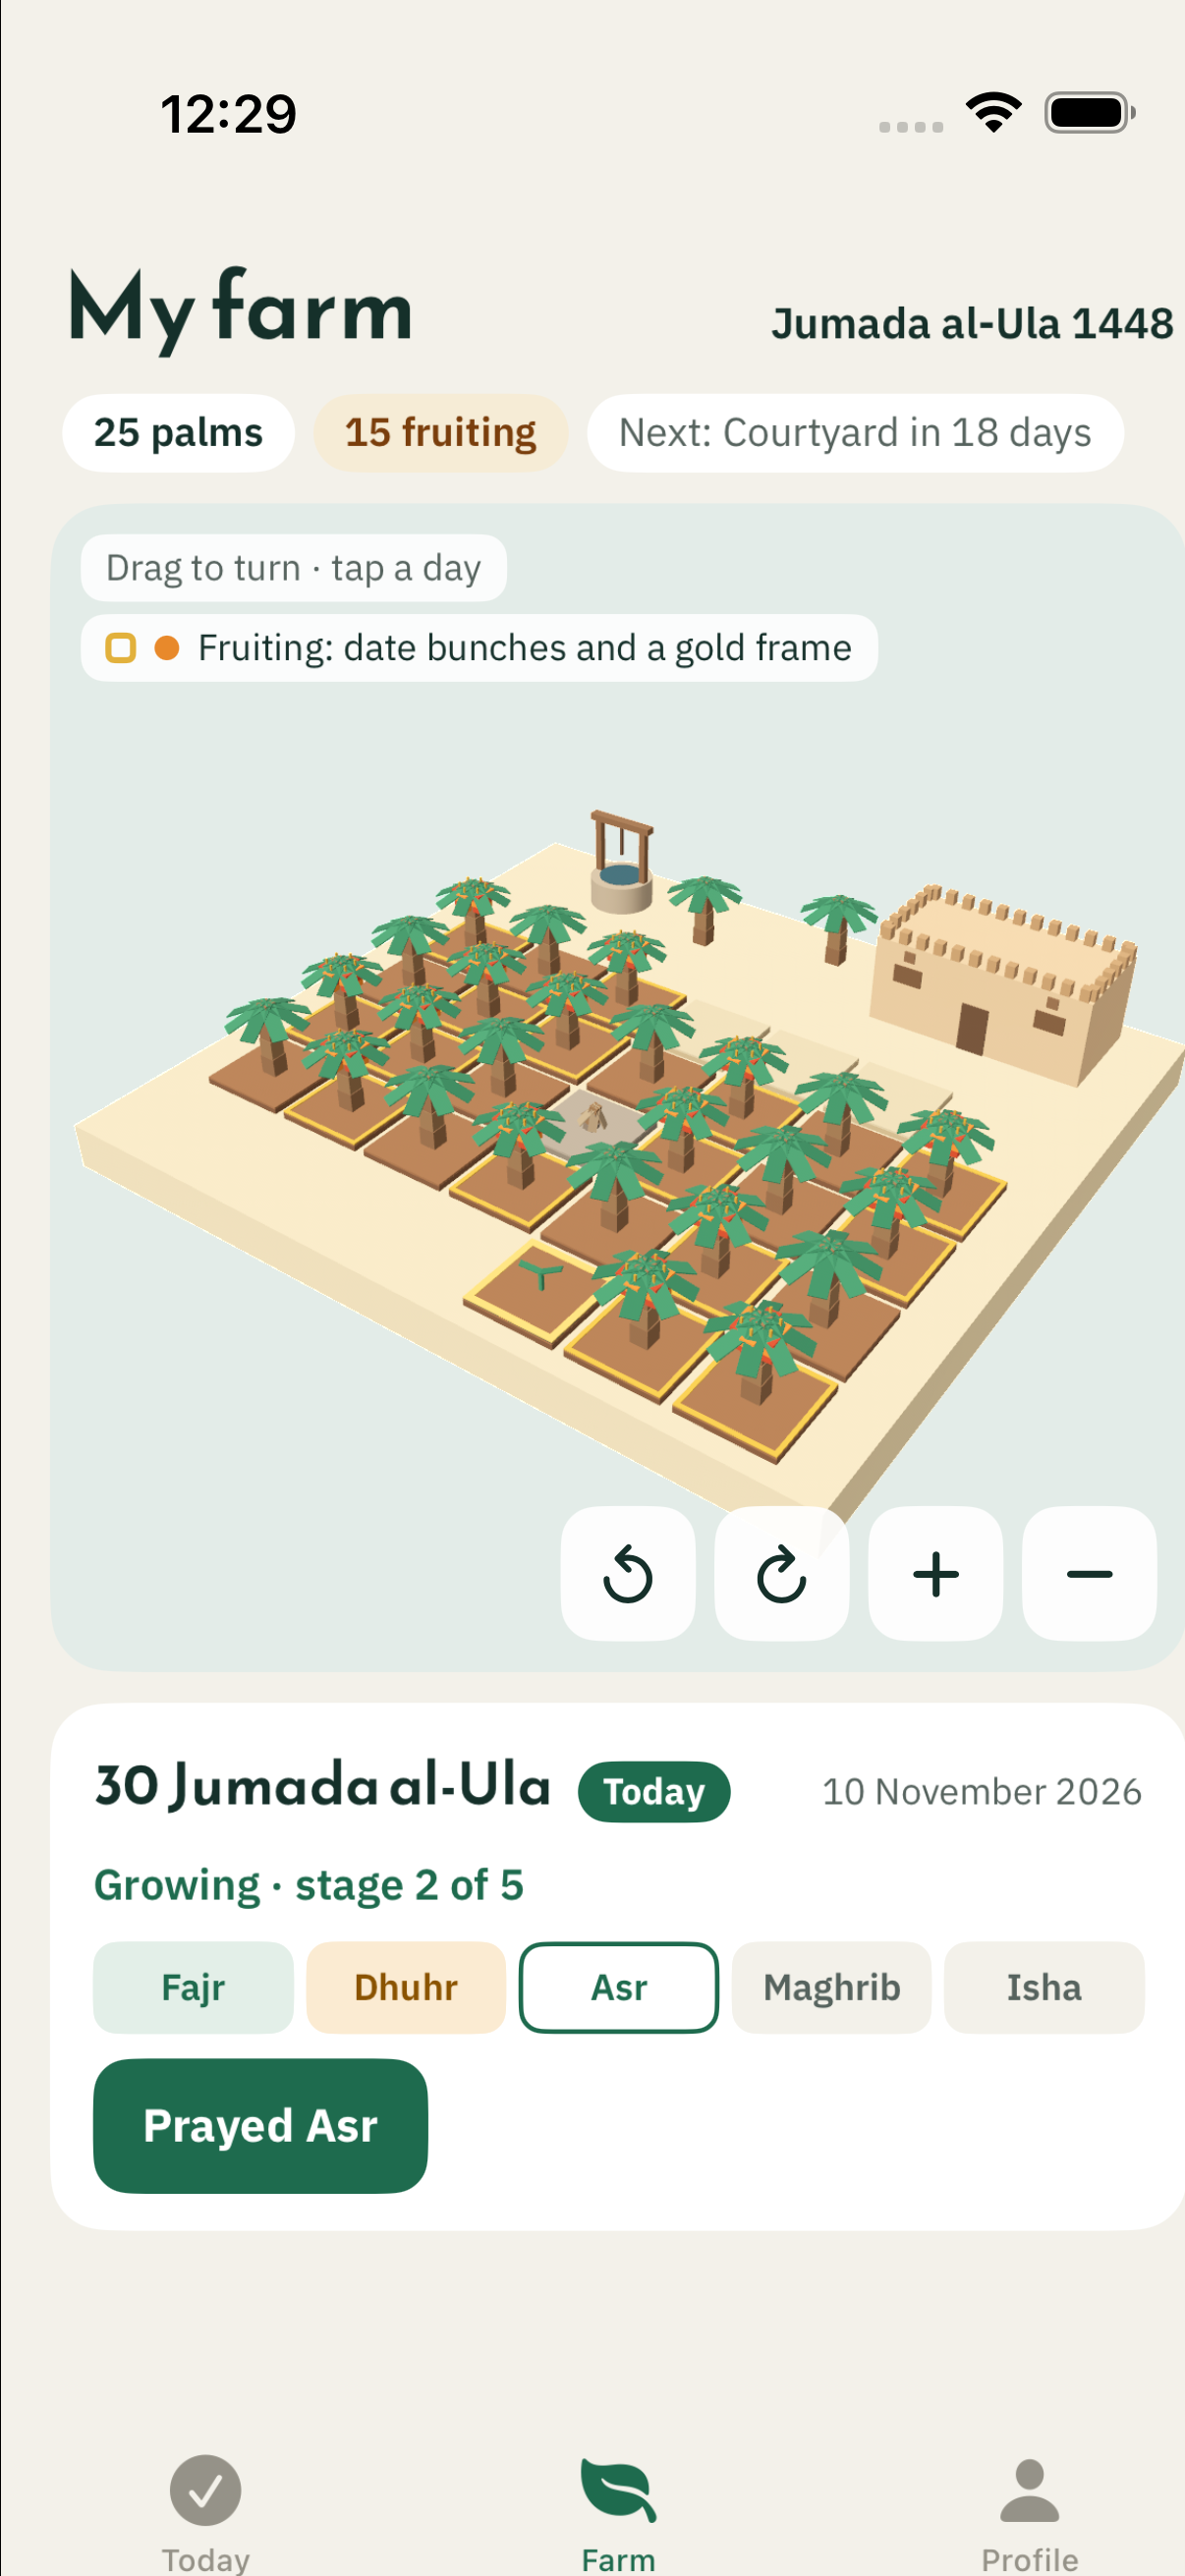 12:29
My farm
Jumada al-Ula 1448
25 palms
15 fruiting
Next: Courtyard in 18 days
Drag to turn · tap a day
Fruiting: date bunches and a gold frame
30 Jumada al-Ula
Today
10 November 2026
Growing · stage 2 of 5
Fajr
Dhuhr
Asr
Maghrib
Isha
Prayed Asr
Today
Farm
Profile